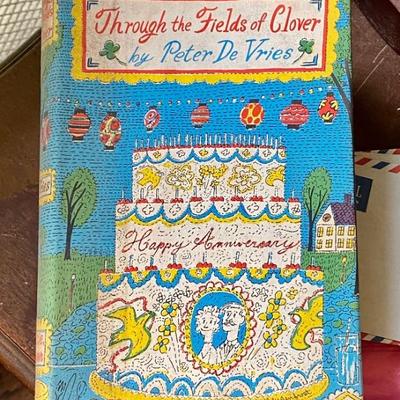 Through the Fields of Clover
by Peter De Vries
Happy Anniversary